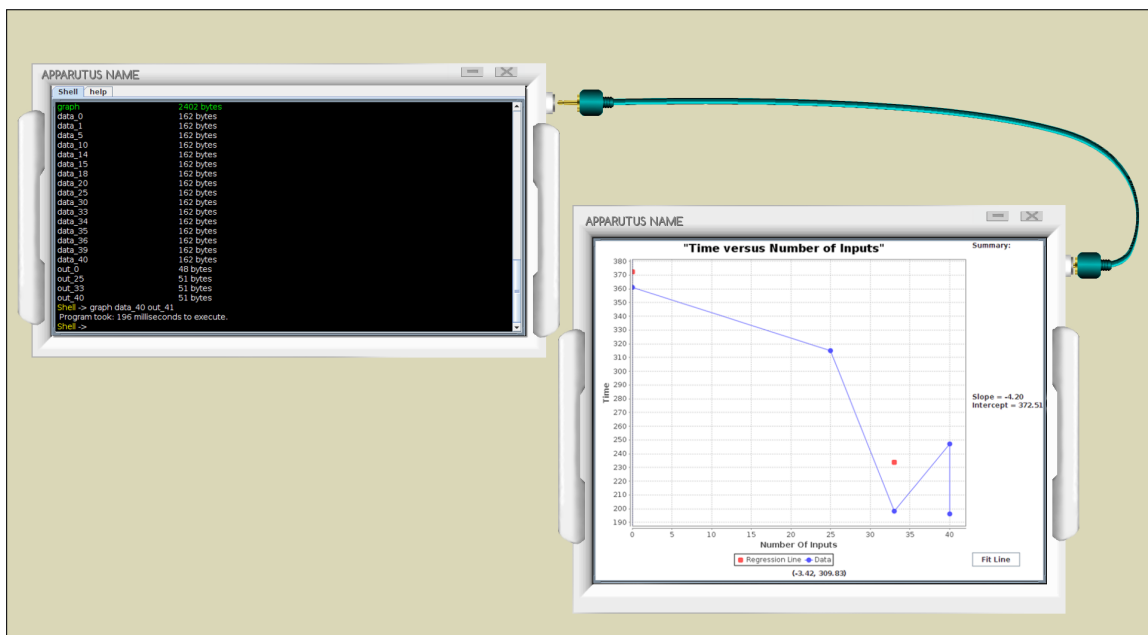 APPARUTUS NAME
Shell help
graph 2402 bytes
data_0 162 bytes
data_1 162 bytes
data_5 162 bytes
data_10 162 bytes
data_14 162 bytes
data_15 162 bytes
data_18 162 bytes
data_20 162 bytes
data_25 162 bytes
data_30 162 bytes
data_33 162 bytes
data_34 162 bytes
data_35 162 bytes
data_36 162 bytes
data_39 162 bytes
data_40 162 bytes
out_0 48 bytes
out_25 51 bytes
out_33 51 bytes
out_40 51 bytes
Shell -> graph data_40 out_41
Program took: 196 milliseconds to execute.
Shell ->
APPARUTUS NAME
"Time versus Number of Inputs"
Summary:
380
370
360
350
340
330
320
310
300
290
280
270
260
250
240
230
220
210
200
190
Time
0 5 10 15 20 25 30 35 40
Number Of Inputs
Regression Line Data
(-3.42, 309.83)
Slope = -4.20
Intercept = 372.51
Fit Line